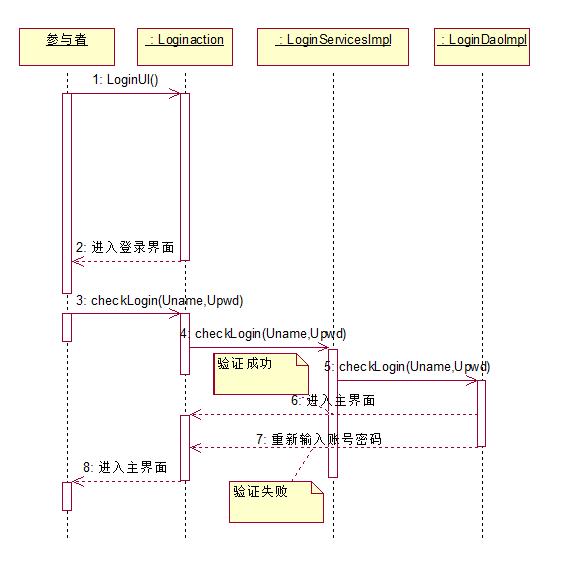 参与者
: Loginaction
: LoginServicesImpl
: LoginDaoImpl
1: LoginUI()
2: 进入登录界面
3: checkLogin(Uname,Upwd)
4: checkLogin(Uname,Upwd)
验证成功
5: checkLogin(Uname,Upwd)
6: 进入主界面
7: 重新输入账号密码
8: 进入主界面
验证失败